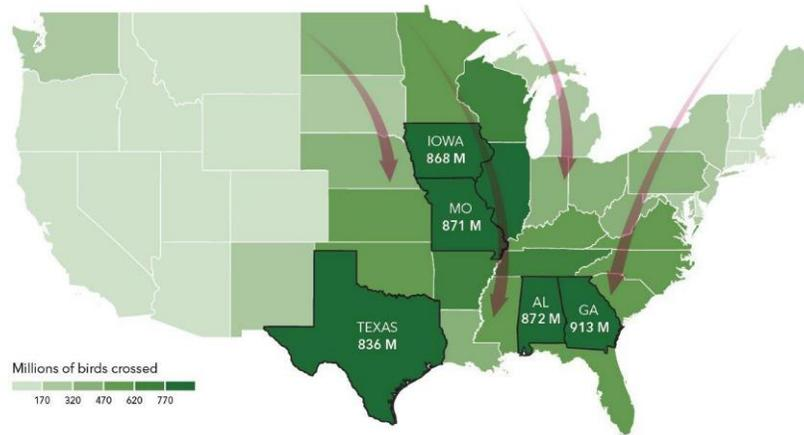 IOWA
868 M
MO
871 M
AL
872 M
GA
913 M
TEXAS
836 M
Millions of birds crossed
170 320 470 620 770